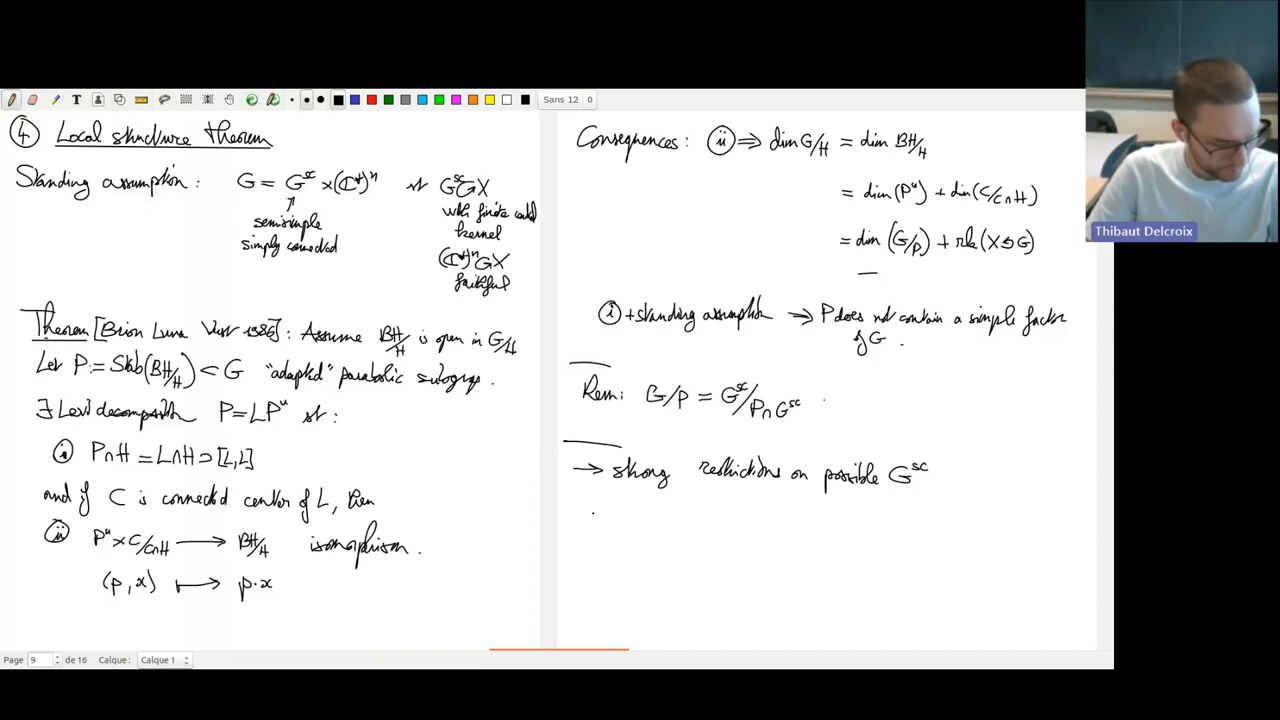 Sans 12 0
④ Local structure theorem
Standing assumption : G = G^sc × (ℂ*)^n st G^sc ↻ X
↑ with finite
semisimple kernel
simply connected (ℂ*)^n ↻ X
faithful
Theorem [Brion Luna Vust 1986] : Assume BH/H is open in G/H
Let P := Stab(BH/H) < G "adapted" parabolic subgroup.
∃ Levi decomposition P = LP^u st :
ⓘ P∩H = L∩H ⊃ [L,L]
and if C is connected center of L, then
ⓘⓘ P^u × C/C∩H ⟶ BH/H isomorphism .
(p, x) ⟼ p·x
Consequences : ⓘⓘ ⇒ dim G/H = dim BH/H
= dim(P^u) + dim(C/C∩H)
= dim (G/P) + rk(X ↺ G)
ⓘ + standing assumption ⇒ P does not contain a simple factor
of G .
Rem : G/P = G^sc/P∩G^sc
→ strong restrictions on possible G^sc
Thibaut Delcroix
Page 9 de 16 Calque : Calque 1